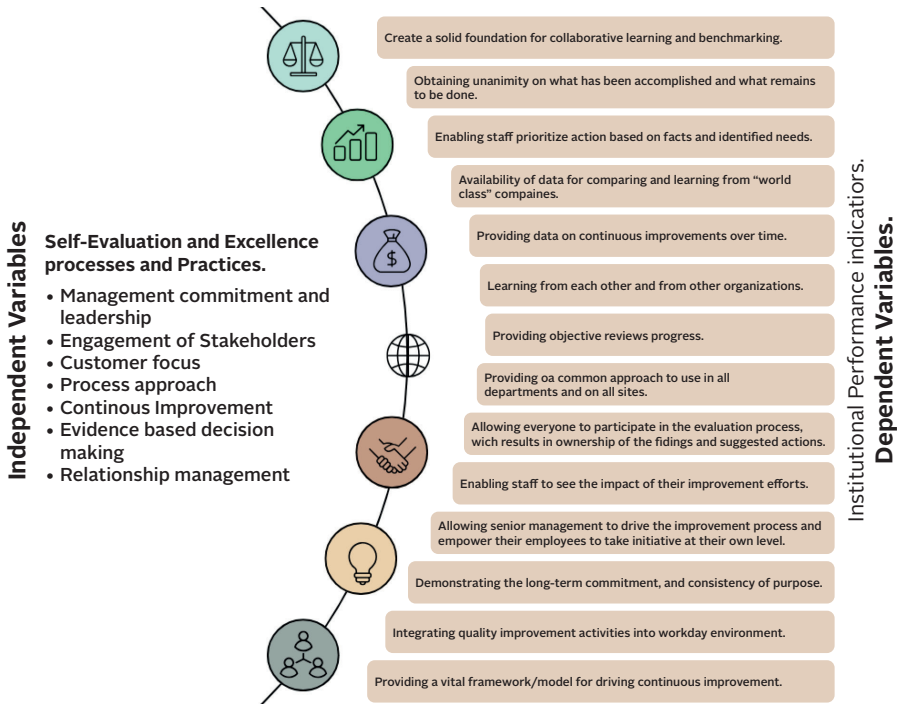 Independent Variables
Self-Evaluation and Excellence
processes and Practices.
• Management commitment and
leadership
• Engagement of Stakeholders
• Customer focus
• Process approach
• Continous Improvement
• Evidence based decision
making
• Relationship management
$
Create a solid foundation for collaborative learning and benchmarking.
Obtaining unanimity on what has been accomplished and what remains
to be done.
Enabling staff prioritize action based on facts and identified needs.
Availability of data for comparing and learning from “world
class” compaines.
Providing data on continuous improvements over time.
Learning from each other and from other organizations.
Providing objective reviews progress.
Providing oa common approach to use in all
departments and on all sites.
Allowing everyone to participate in the evaluation process,
wich results in ownership of the fidings and suggested actions.
Enabling staff to see the impact of their improvement efforts.
Allowing senior management to drive the improvement process and
empower their employees to take initiative at their own level.
Demonstrating the long-term commitment, and consistency of purpose.
Integrating quality improvement activities into workday environment.
Providing a vital framework/model for driving continuous improvement.
Institutional Performance indicatiors.
Dependent Variables.